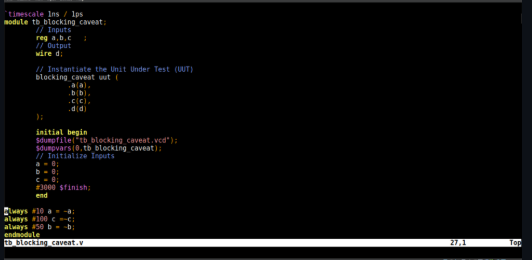 `timescale 1ns / 1ps
module tb_blocking_caveat;
// Inputs
reg a,b,c ;
// Output
wire d;
// Instantiate the Unit Under Test (UUT)
blocking_caveat uut (
.a(a),
.b(b),
.c(c),
.d(d)
);
initial begin
$dumpfile("tb_blocking_caveat.vcd");
$dumpvars(0,tb_blocking_caveat);
// Initialize Inputs
a = 0;
b = 0;
c = 0;
#3000 $finish;
end
always #10 a = ~a;
always #100 c =~c;
always #50 b = ~b;
endmodule
tb_blocking_caveat.v 27,1 Top